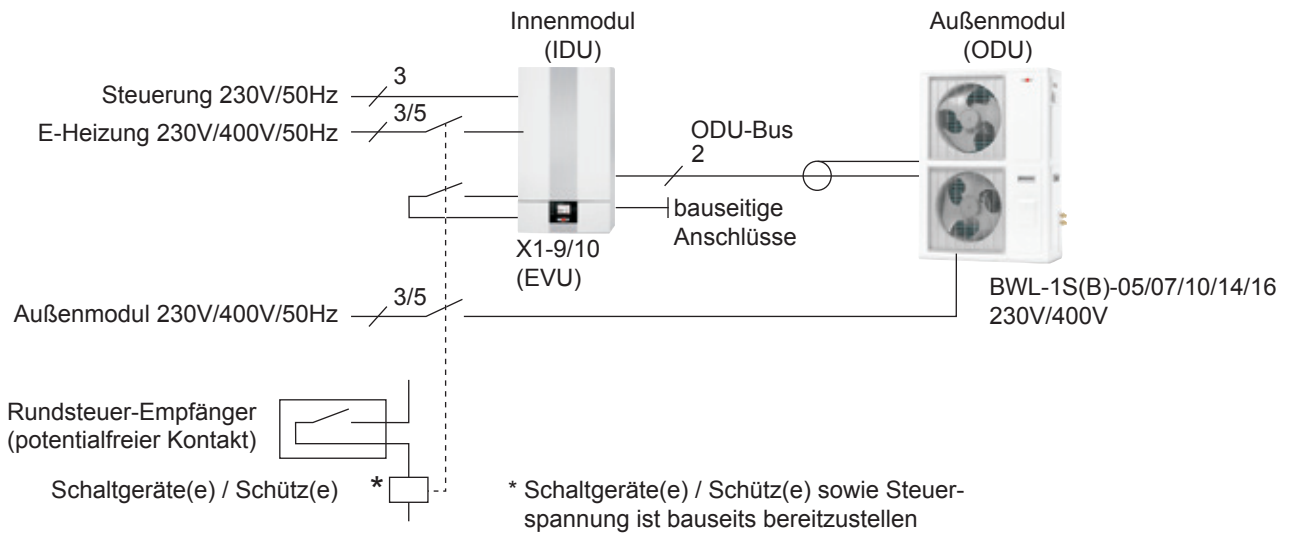 Innenmodul
(IDU)
Außenmodul
(ODU)
Steuerung 230V/50Hz
3
E-Heizung 230V/400V/50Hz
3/5
ODU-Bus
2
bauseitige
Anschlüsse
X1-9/10
(EVU)
BWL-1S(B)-05/07/10/14/16
230V/400V
Außenmodul 230V/400V/50Hz
3/5
Rundsteuer-Empfänger
(potentialfreier Kontakt)
Schaltgeräte(e) / Schütz(e)
*
* Schaltgeräte(e) / Schütz(e) sowie Steuer-
spannung ist bauseits bereitzustellen